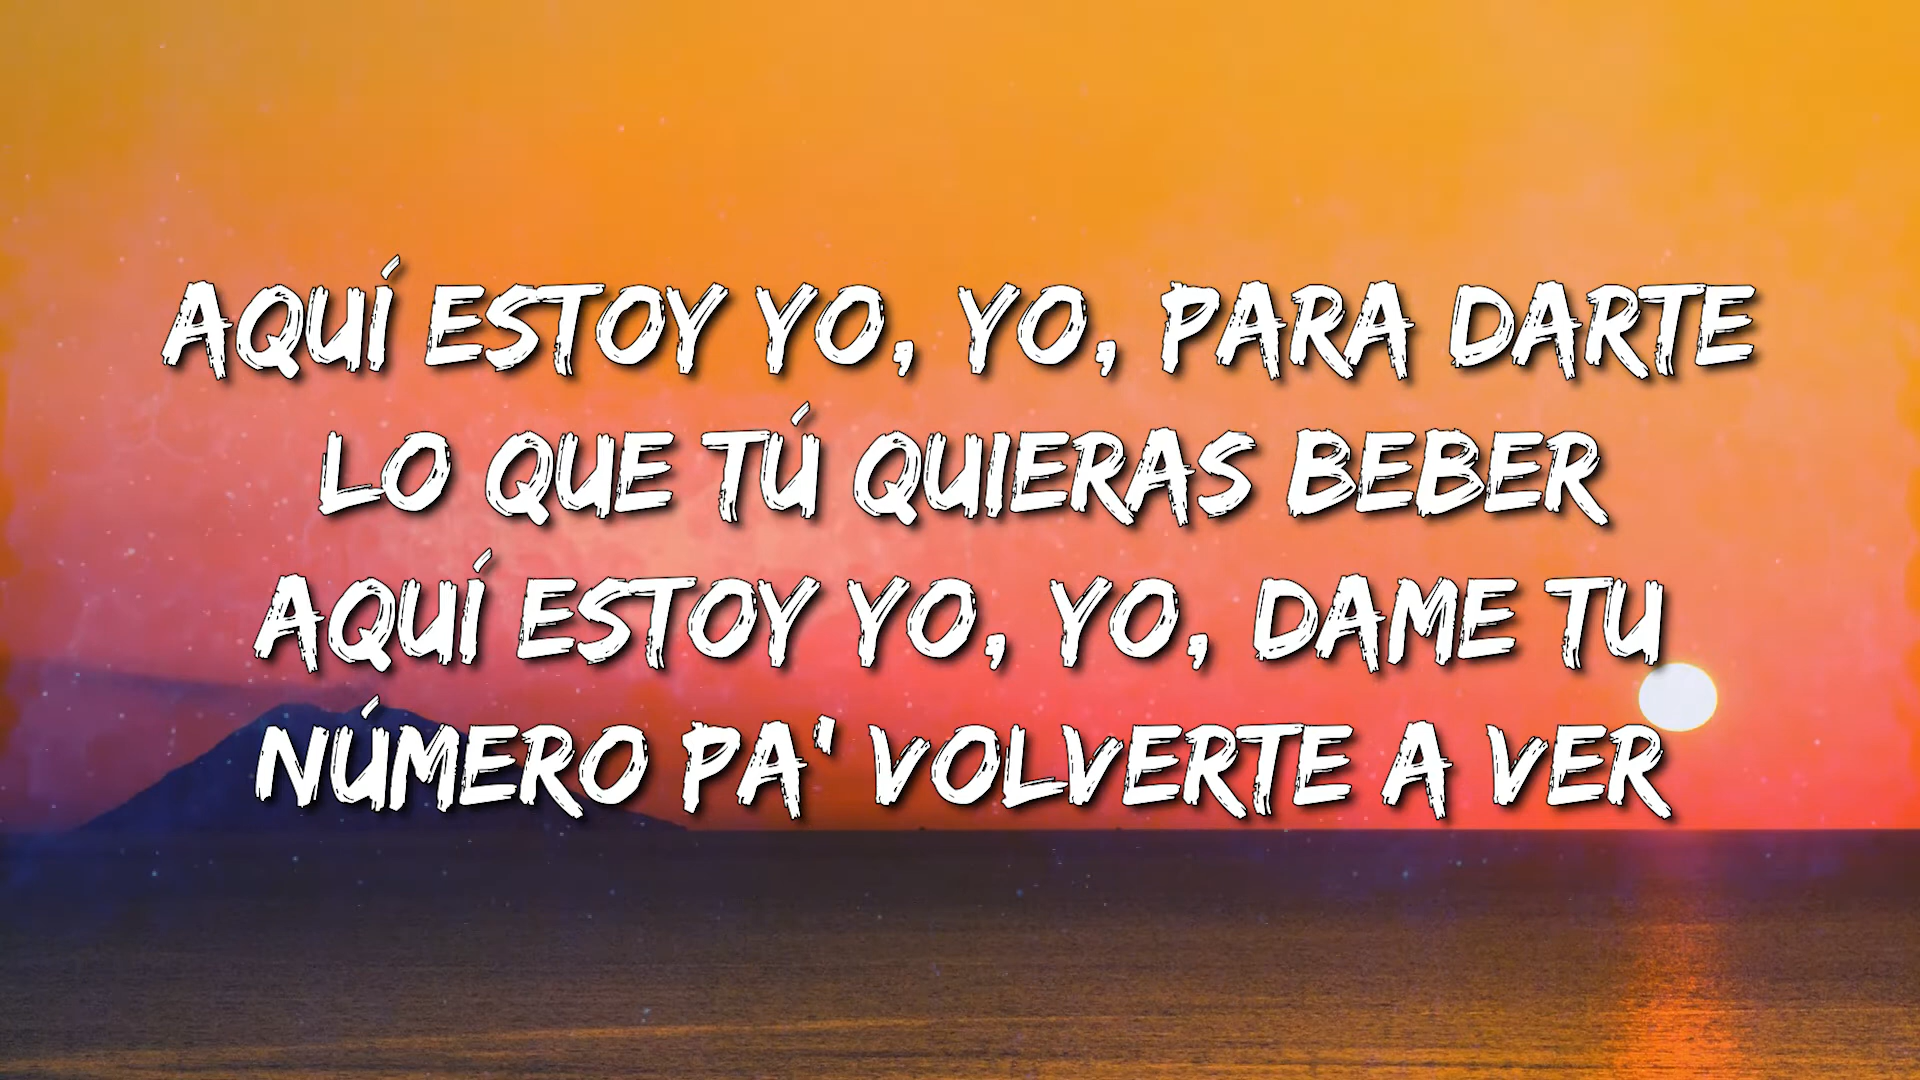 AQUÍ ESTOY YO, YO, PARA DARTE
LO QUE TÚ QUIERAS BEBER
AQUÍ ESTOY YO, YO, DAME TU
NÚMERO PA' VOLVERTE A VER